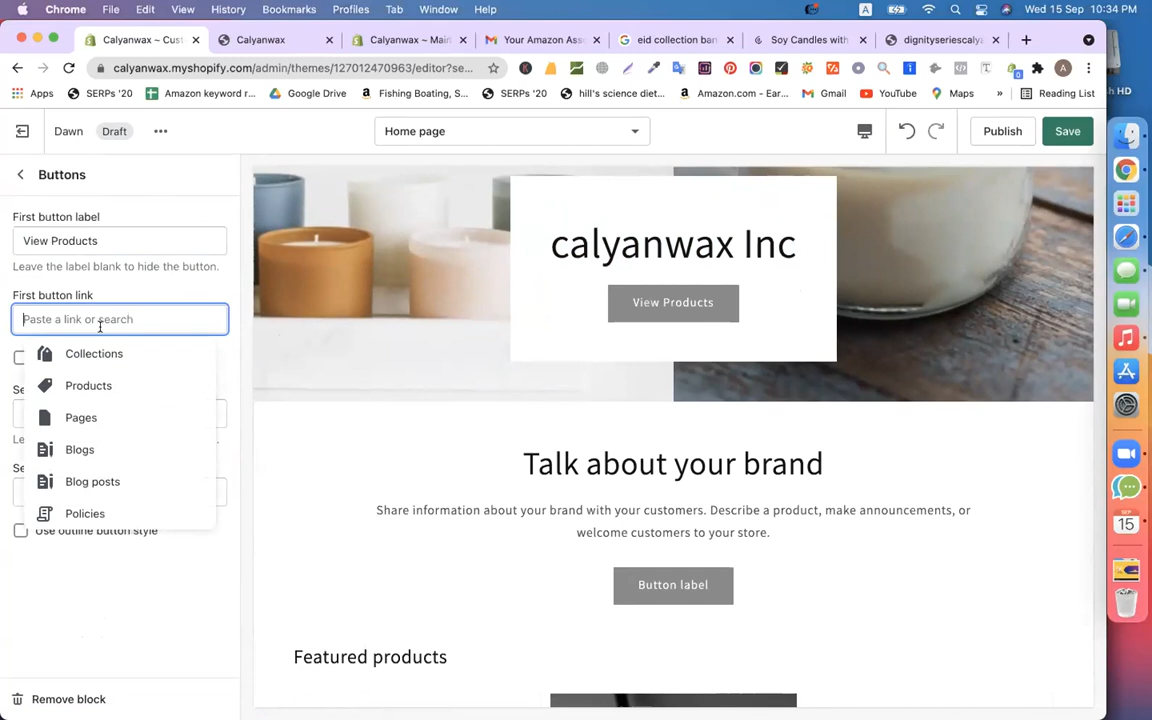 Chrome File Edit View History Bookmarks Profiles Tab Window Help A Wed 15 Sep 10:34 PM
Calyanwax ~ Cust Calyanwax Calyanwax ~ Main Your Amazon Ass eid collection ban Soy Candles with dignityseriescalya
calyanwax.myshopify.com/admin/themes/127012470963/editor?se... A
Apps SERPs '20 Amazon keyword r... Google Drive Fishing Boating, S... SERPs '20 hill's science diet... Amazon.com - Ear... Gmail YouTube Maps » Reading List
Dawn Draft Home page Publish Save
Buttons
First button label
View Products
Leave the label blank to hide the button.
First button link
Paste a link or search
Collections
Products
Pages
Blogs
Blog posts
Policies
Use outline button style
Remove block
calyanwax Inc
View Products
Talk about your brand
Share information about your brand with your customers. Describe a product, make announcements, or
welcome customers to your store.
Button label
Featured products
SEP
15